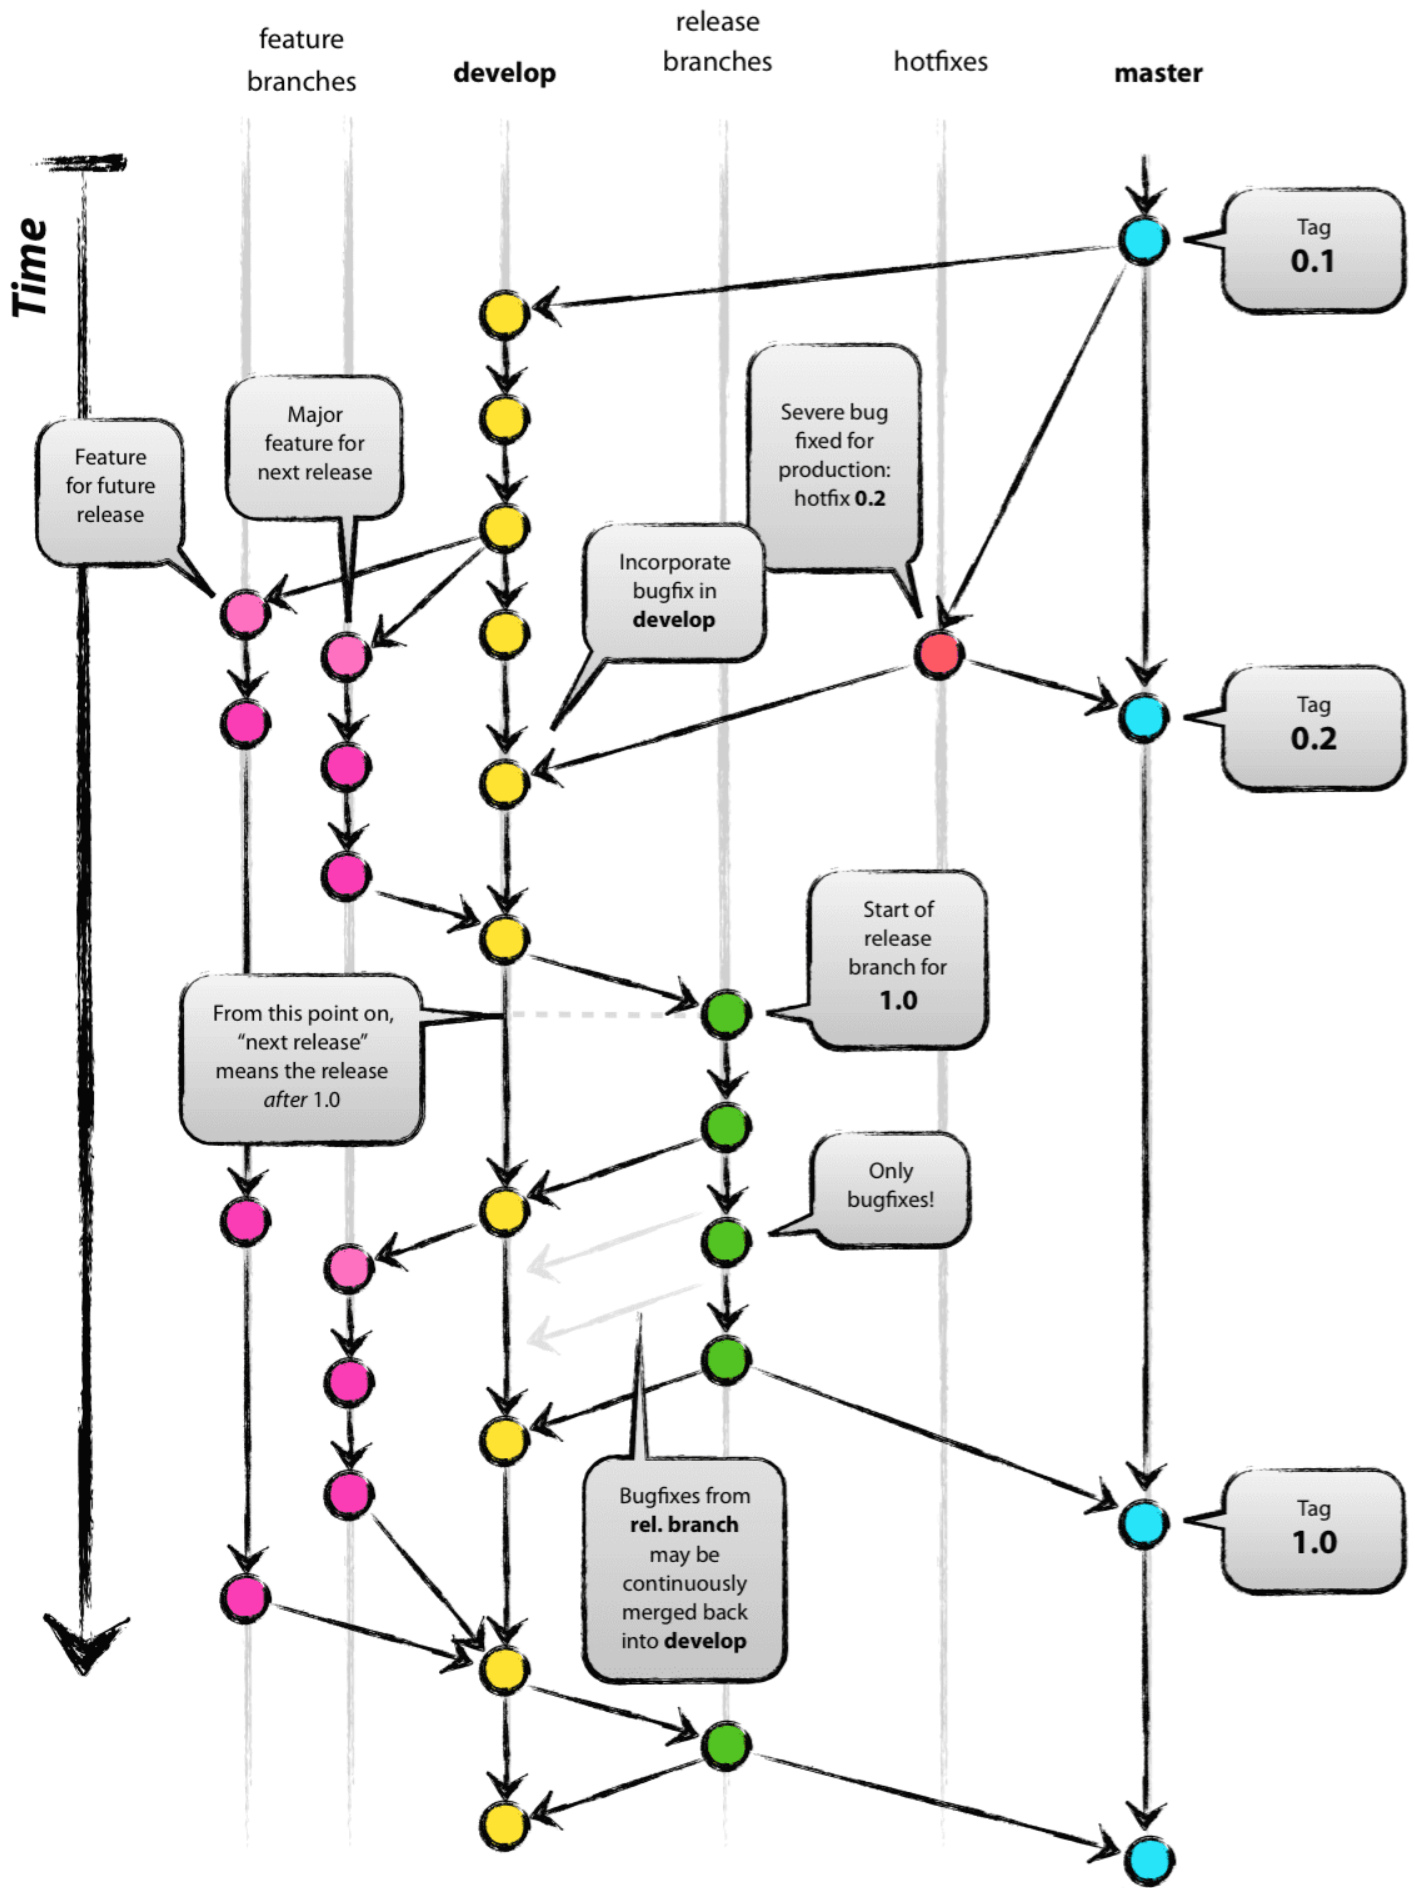 feature
branches
develop
release
branches
hotfixes
master
Time
Tag
0.1
Major
feature for
next release
Feature
for future
release
Severe bug
fixed for
production:
hotfix 0.2
Incorporate
bugfix in
develop
Tag
0.2
Start of
release
branch for
1.0
From this point on,
“next release”
means the release
after 1.0
Only
bugfixes!
Bugfixes from
rel. branch
may be
continuously
merged back
into develop
Tag
1.0